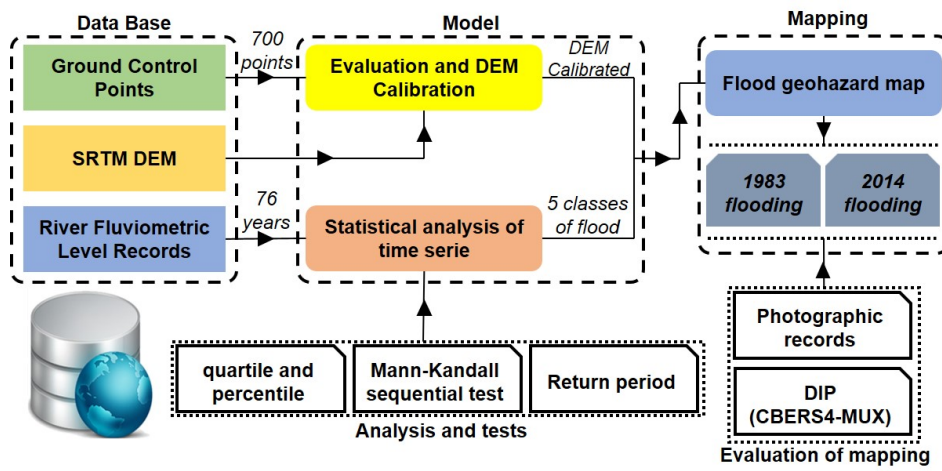 Data Base
Ground Control
Points
SRTM DEM
River Fluviometric
Level Records
700
points
76
years
Model
Evaluation and DEM
Calibration
Statistical analysis of
time serie
DEM
Calibrated
5 classes
of flood
Mapping
Flood geohazard map
1983
flooding
2014
flooding
quartile and
percentile
Mann-Kandall
sequential test
Return period
Analysis and tests
Photographic
records
DIP
(CBERS4-MUX)
Evaluation of mapping